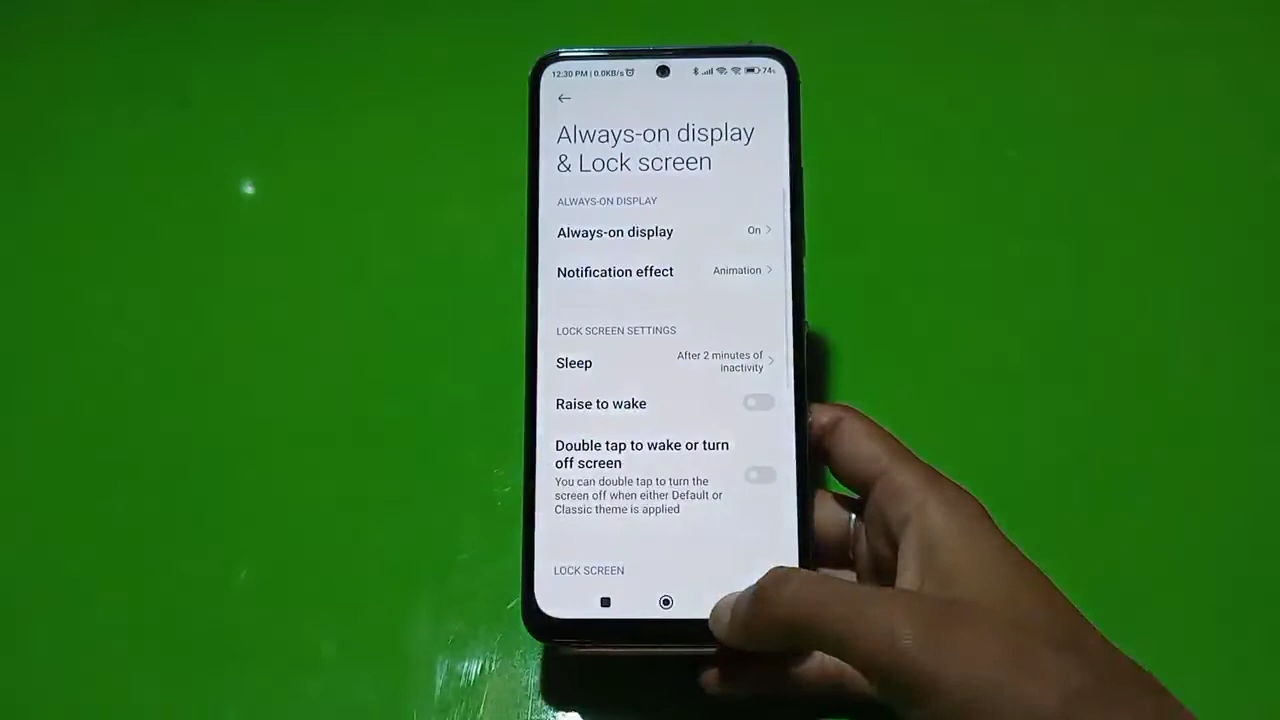 12:30 PM | 0.0KB/s
74%
Always-on display
& Lock screen
ALWAYS-ON DISPLAY
Always-on display On
Notification effect Animation
LOCK SCREEN SETTINGS
Sleep After 2 minutes of
inactivity
Raise to wake
Double tap to wake or turn
off screen
You can double tap to turn the
screen off when either Default or
Classic theme is applied
LOCK SCREEN